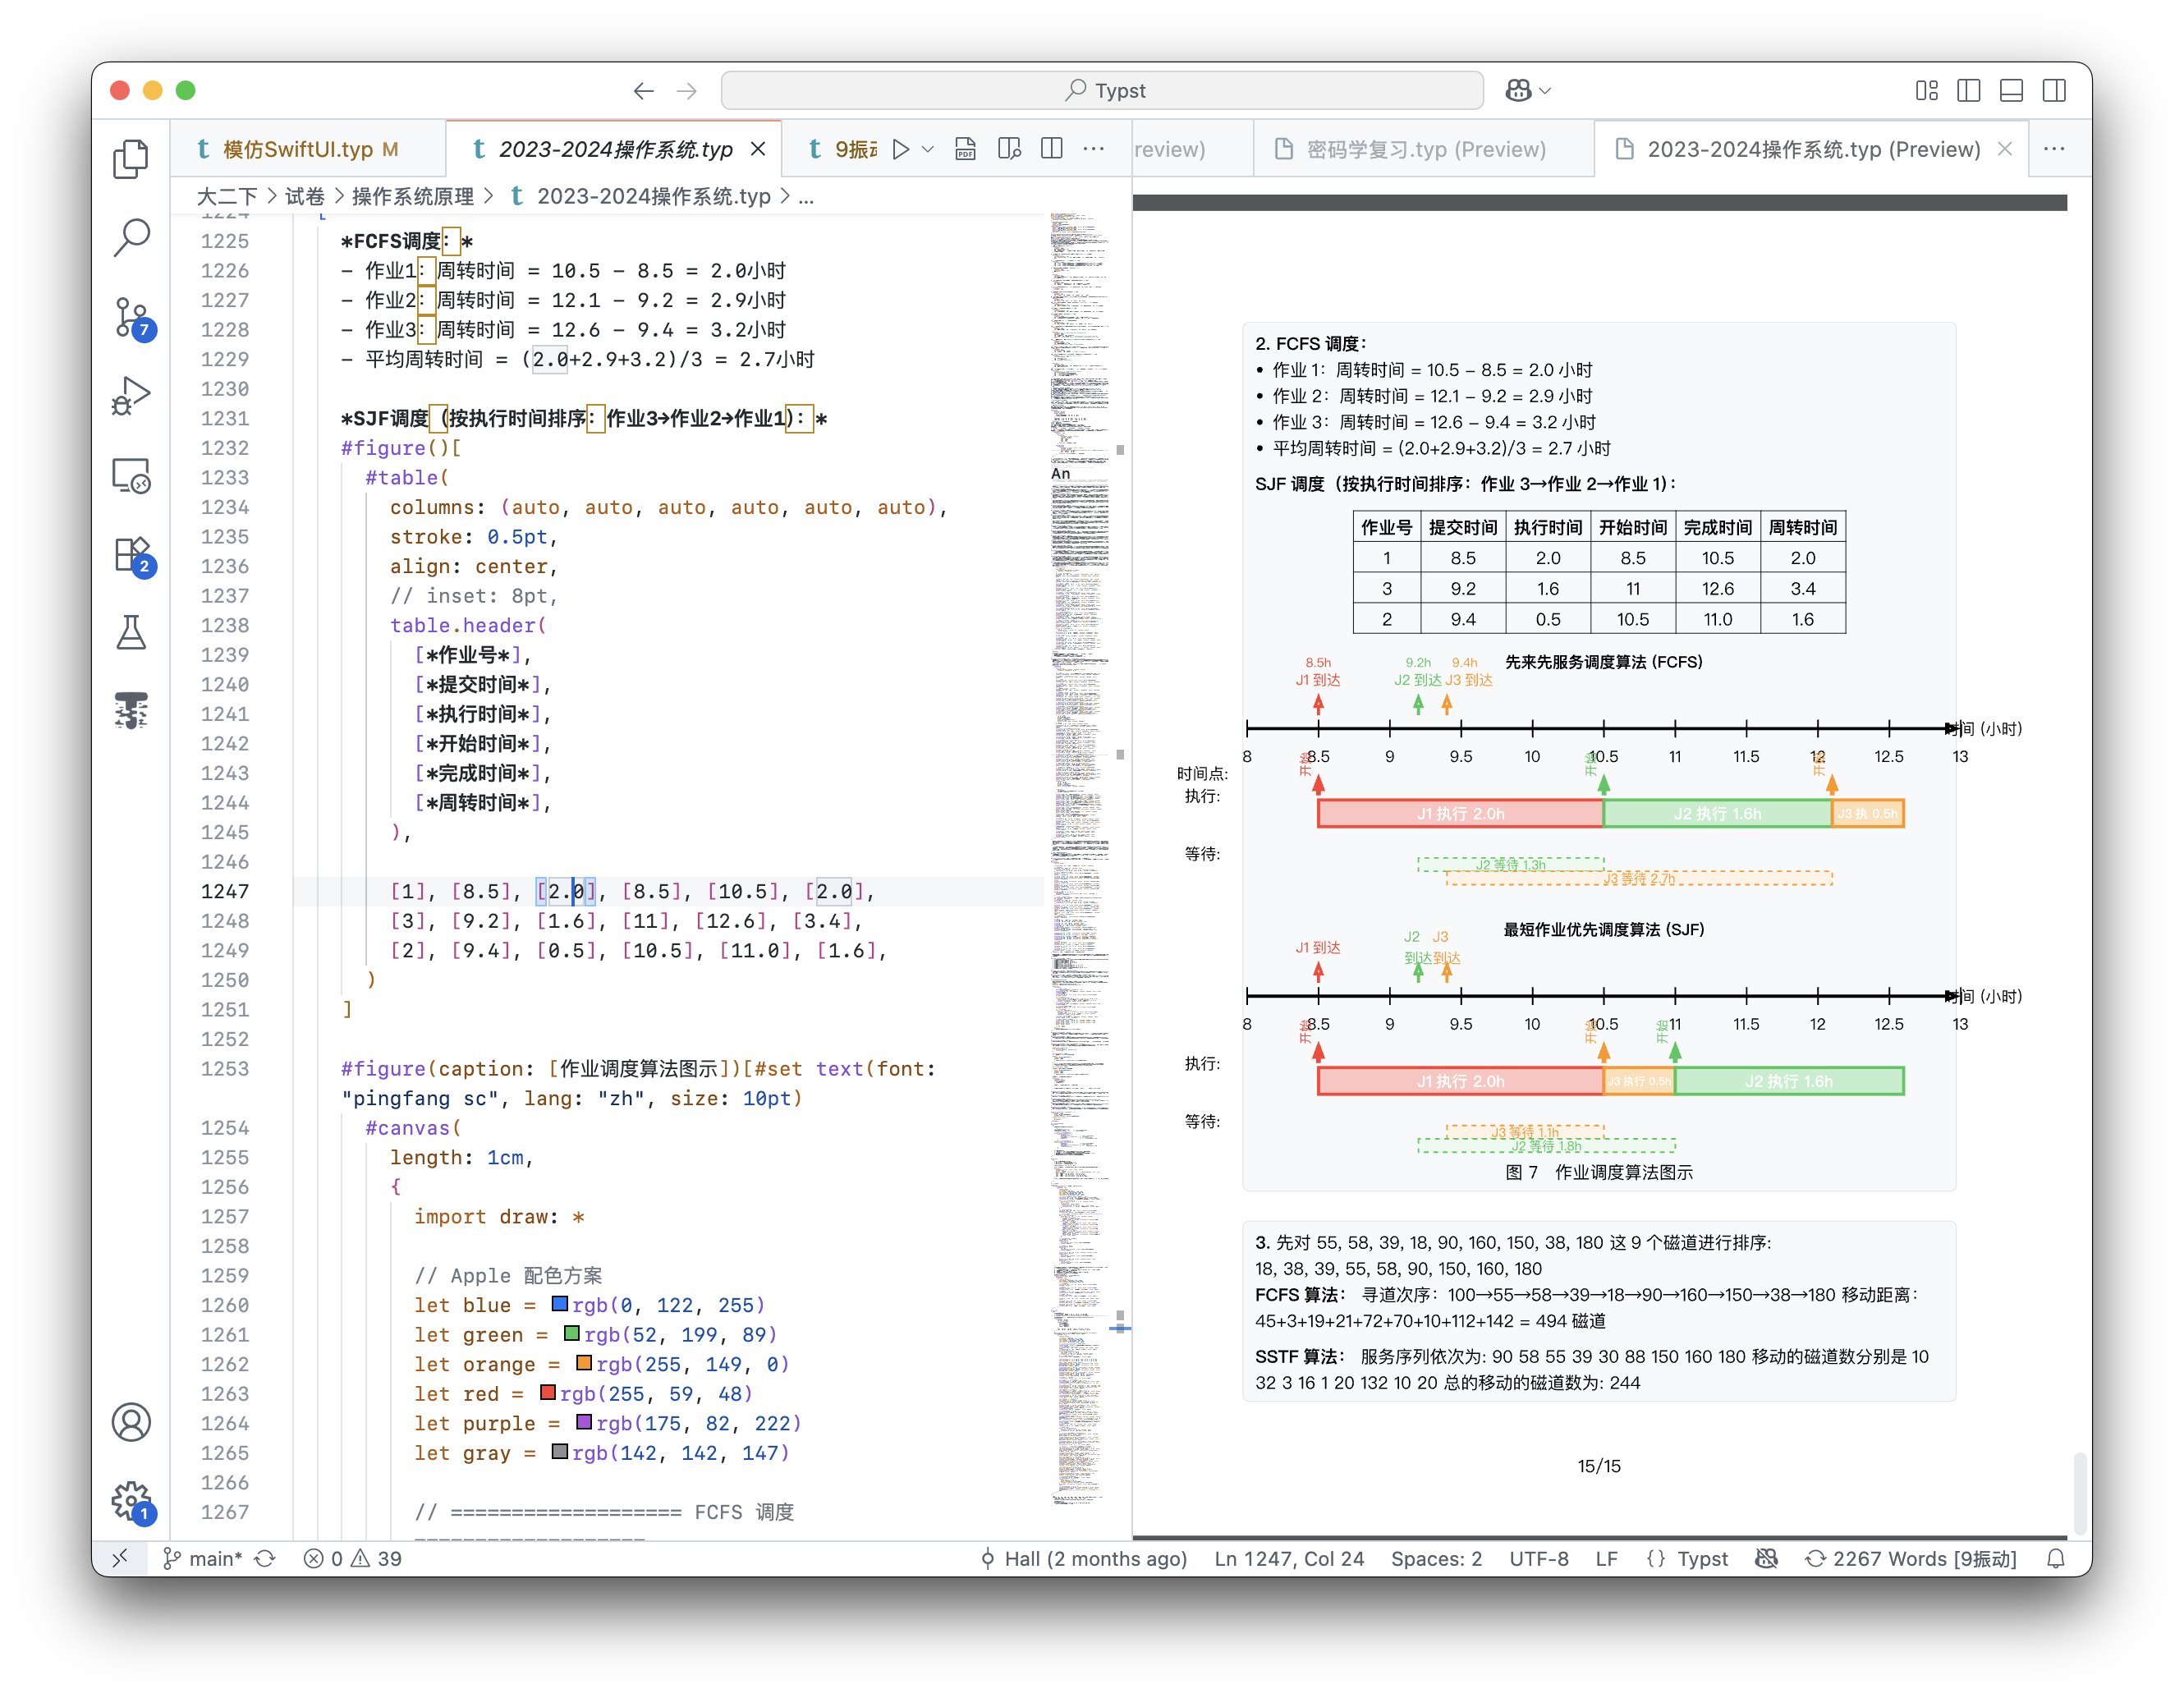 Typst
模仿SwiftUI.typ M
2023-2024操作系统.typ
9振动
PDF
review)
密码学复习.typ (Preview)
2023-2024操作系统.typ (Preview)
大二下 > 试卷 > 操作系统原理 > 2023-2024操作系统.typ > ...
1224 [
1225 *FCFS调度：*
1226 - 作业1：周转时间 = 10.5 - 8.5 = 2.0小时
1227 - 作业2：周转时间 = 12.1 - 9.2 = 2.9小时
1228 - 作业3：周转时间 = 12.6 - 9.4 = 3.2小时
1229 - 平均周转时间 = (2.0+2.9+3.2)/3 = 2.7小时
1230
1231 *SJF调度（按执行时间排序：作业3→作业2→作业1）：*
1232 #figure()[
1233 #table(
1234 columns: (auto, auto, auto, auto, auto, auto),
1235 stroke: 0.5pt,
1236 align: center,
1237 // inset: 8pt,
1238 table.header(
1239 [*作业号*],
1240 [*提交时间*],
1241 [*执行时间*],
1242 [*开始时间*],
1243 [*完成时间*],
1244 [*周转时间*],
1245 ),
1246
1247 [1], [8.5], [2.0], [8.5], [10.5], [2.0],
1248 [3], [9.2], [1.6], [11], [12.6], [3.4],
1249 [2], [9.4], [0.5], [10.5], [11.0], [1.6],
1250 )
1251 ]
1252
1253 #figure(caption: [作业调度算法图示])[#set text(font:
"pingfang sc", lang: "zh", size: 10pt)
1254 #canvas(
1255 length: 1cm,
1256 {
1257 import draw: *
1258
1259 // Apple 配色方案
1260 let blue = rgb(0, 122, 255)
1261 let green = rgb(52, 199, 89)
1262 let orange = rgb(255, 149, 0)
1263 let red = rgb(255, 59, 48)
1264 let purple = rgb(175, 82, 222)
1265 let gray = rgb(142, 142, 147)
1266
1267 // =================== FCFS 调度
===================
An
7
2
1
2. FCFS 调度：
• 作业 1：周转时间 = 10.5 – 8.5 = 2.0 小时
• 作业 2：周转时间 = 12.1 – 9.2 = 2.9 小时
• 作业 3：周转时间 = 12.6 – 9.4 = 3.2 小时
• 平均周转时间 = (2.0+2.9+3.2)/3 = 2.7 小时
SJF 调度（按执行时间排序：作业 3→作业 2→作业 1）：
作业号 提交时间 执行时间 开始时间 完成时间 周转时间
1 8.5 2.0 8.5 10.5 2.0
3 9.2 1.6 11 12.6 3.4
2 9.4 0.5 10.5 11.0 1.6
先来先服务调度算法 (FCFS)
8.5h 9.2h 9.4h
J1 到达 J2 到达 J3 到达
时间 (小时)
8 8.5 9 9.5 10 10.5 11 11.5 12 12.5 13
开始 开始 开始
时间点:
执行:
J1 执行 2.0h J2 执行 1.6h J3 执 0.5h
等待:
J2 等待 1.3h
J3 等待 2.7h
最短作业优先调度算法 (SJF)
J1 到达 J2 到达 J3 到达
时间 (小时)
8 8.5 9 9.5 10 10.5 11 11.5 12 12.5 13
开始 开始 开始
执行:
J1 执行 2.0h J3 执行 0.5h J2 执行 1.6h
等待:
J3 等待 1.1h
J2 等待 1.8h
图 7 作业调度算法图示
3. 先对 55, 58, 39, 18, 90, 160, 150, 38, 180 这 9 个磁道进行排序:
18, 38, 39, 55, 58, 90, 150, 160, 180
FCFS 算法： 寻道次序：100→55→58→39→18→90→160→150→38→180 移动距离：
45+3+19+21+72+70+10+112+142 = 494 磁道
SSTF 算法： 服务序列依次为: 90 58 55 39 30 88 150 160 180 移动的磁道数分别是 10
32 3 16 1 20 132 10 20 总的移动的磁道数为: 244
15/15
main* 0 39
Hall (2 months ago) Ln 1247, Col 24 Spaces: 2 UTF-8 LF {} Typst 2267 Words [9振动]